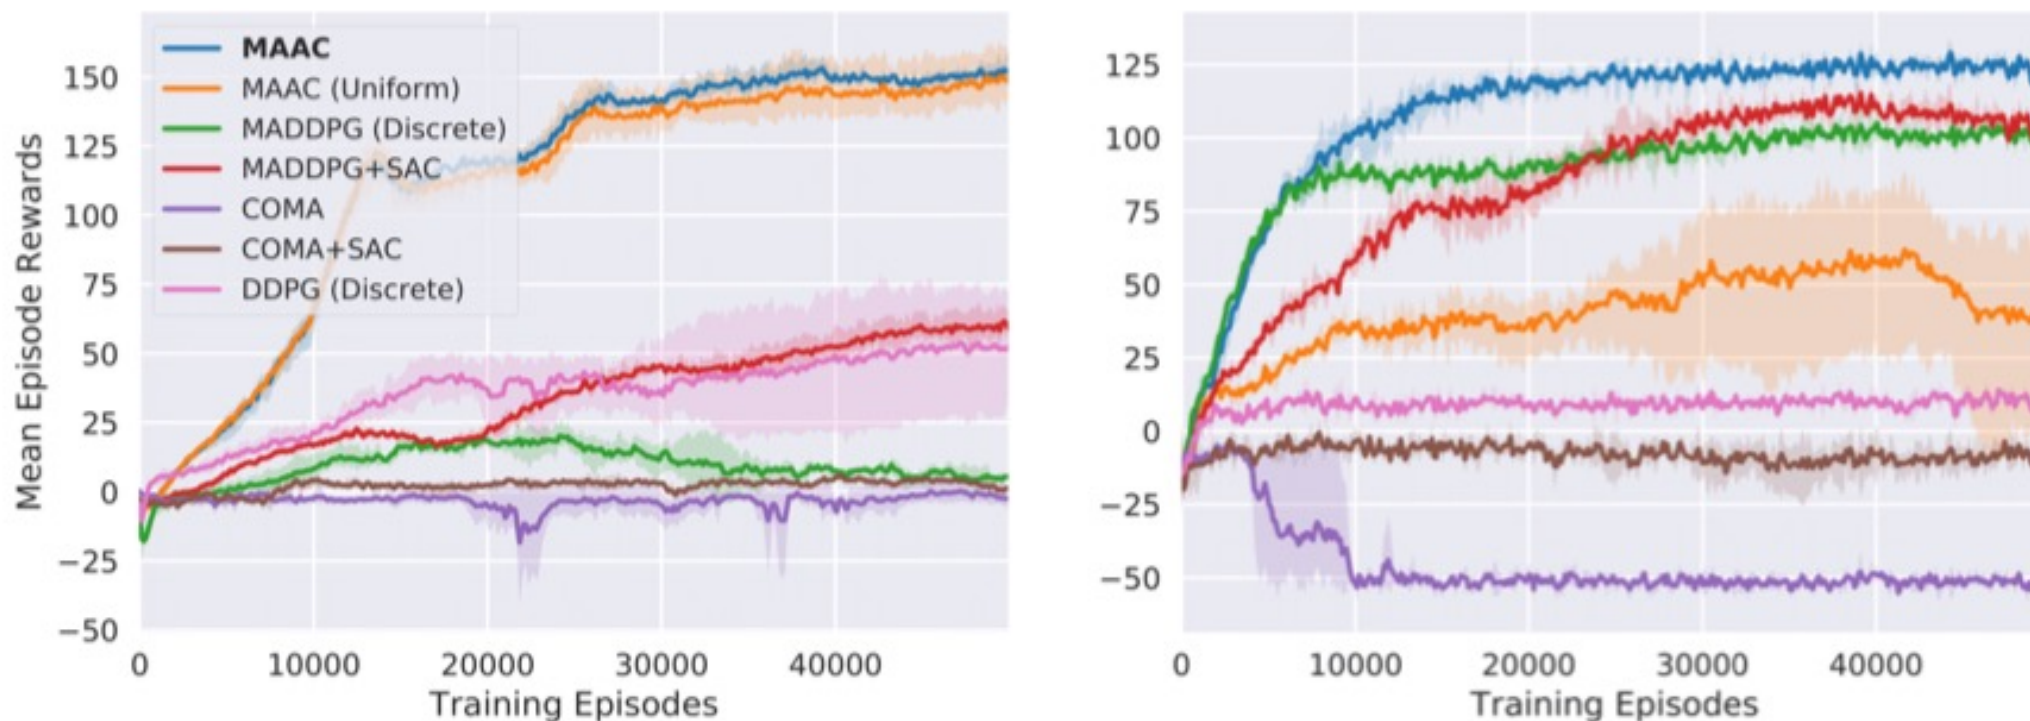 MAAC
MAAC (Uniform)
MADDPG (Discrete)
MADDPG+SAC
COMA
COMA+SAC
DDPG (Discrete)
Mean Episode Rewards
150
125
100
75
50
25
0
−25
−50
0 10000 20000 30000 40000
Training Episodes
125
100
75
50
25
0
−25
−50
0 10000 20000 30000 40000
Training Episodes